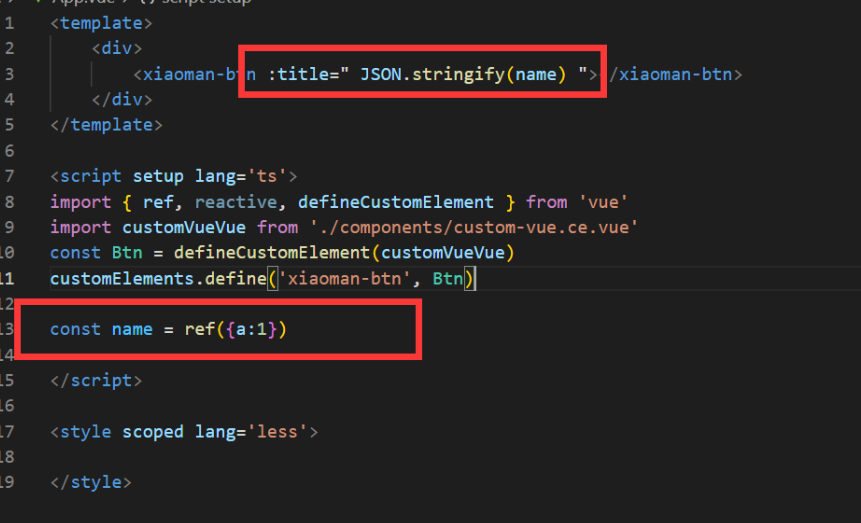 App.vue > {} script setup
1 <template>
2 <div>
3 <xiaoman-btn :title=" JSON.stringify(name) "></xiaoman-btn>
4 </div>
5 </template>
6
7 <script setup lang='ts'>
8 import { ref, reactive, defineCustomElement } from 'vue'
9 import customVueVue from './components/custom-vue.ce.vue'
10 const Btn = defineCustomElement(customVueVue)
11 customElements.define('xiaoman-btn', Btn)
12
13 const name = ref({a:1})
14
15 </script>
16
17 <style scoped lang='less'>
18
19 </style>